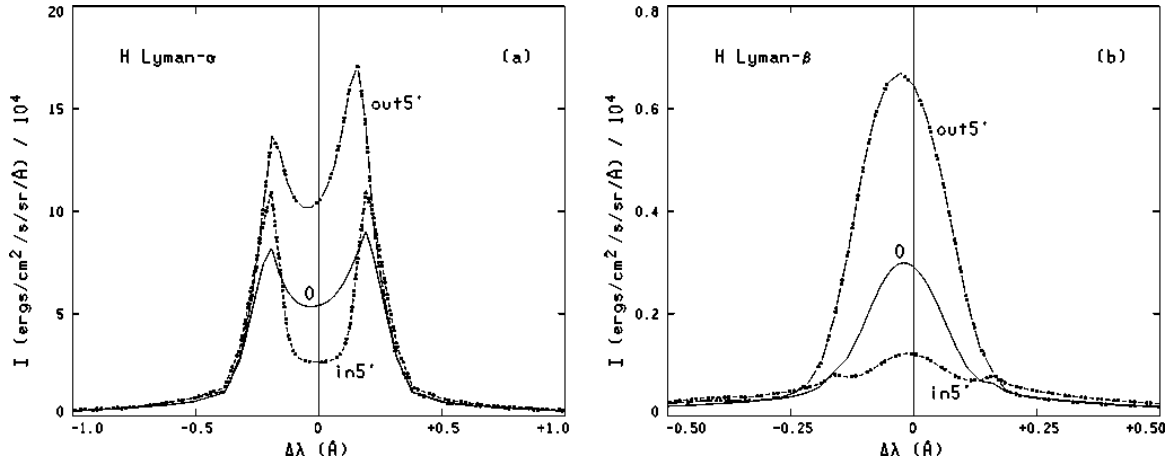 20
15
10
5
0
I (ergs/cm²/s/sr/Å) / 10⁴
H Lyman-α
(a)
out5'
0
in5'
-1.0
-0.5
0
+0.5
+1.0
Δλ (Å)
0.8
0.6
0.4
0.2
0
I (ergs/cm²/s/sr/Å) / 10⁴
H Lyman-β
(b)
out5'
0
in5'
-0.50
-0.25
0
+0.25
+0.50
Δλ (Å)